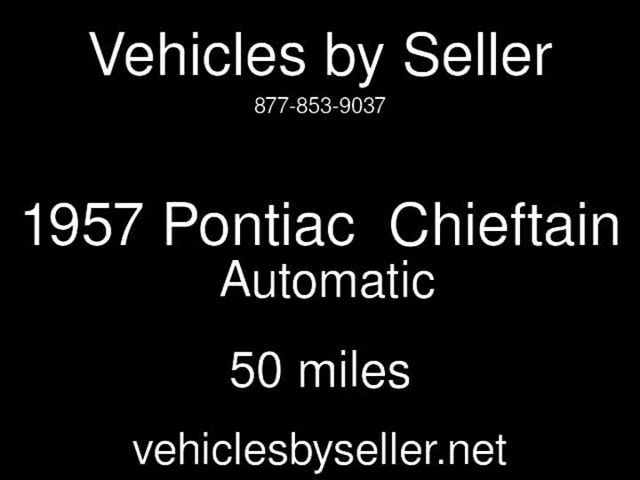 Vehicles by Seller
877-853-9037
1957 Pontiac  Chieftain
Automatic
50 miles
vehiclesbyseller.net